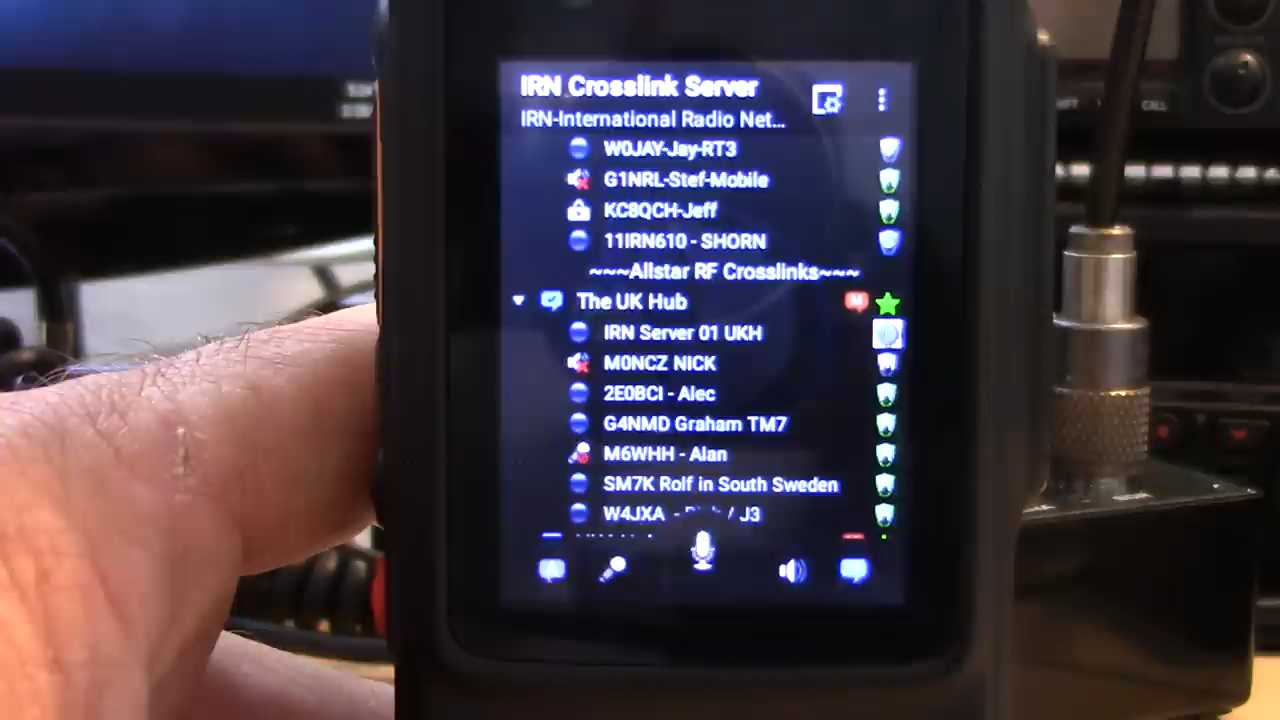 IRN Crosslink Server
IRN-International Radio Net...
W0JAY-Jay-RT3
G1NRL-Stef-Mobile
KC8QCH-Jeff
11IRN610 - SHORN
~~~Allstar RF Crosslinks~~~
The UK Hub
M
IRN Server 01 UKH
M0NCZ NICK
2E0BCI - Alec
G4NMD Graham TM7
M6WHH - Alan
SM7K Rolf in South Sweden
W4JXA - / J3
CALL